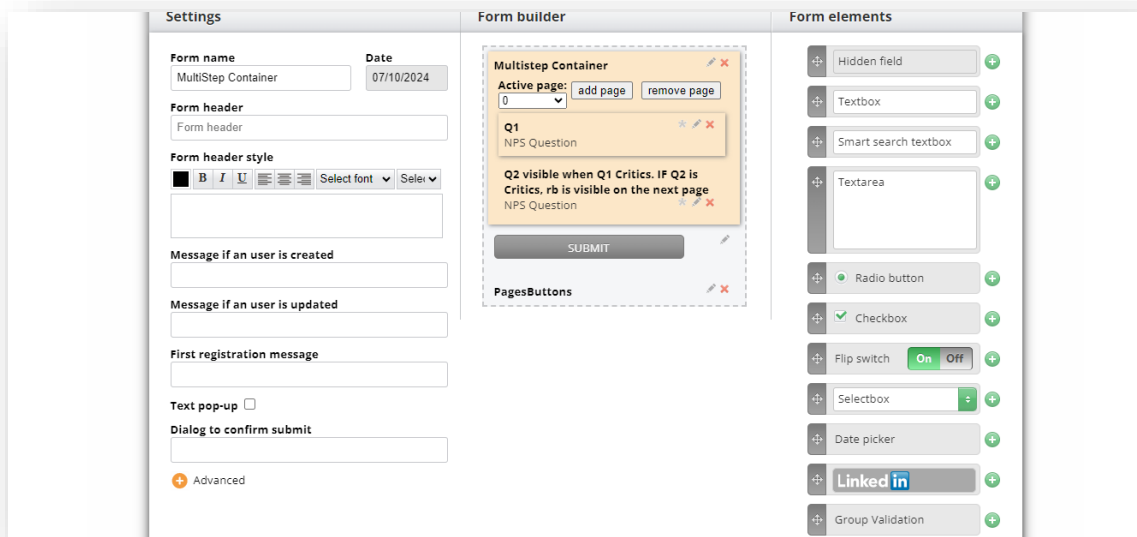 Settings
Form name
Date
MultiStep Container
07/10/2024
Form header
Form header
Form header style
B I U Select font Selec
Message if an user is created
Message if an user is updated
First registration message
Text pop-up
Dialog to confirm submit
Advanced
Form builder
Multistep Container
Active page:
0
add page
remove page
Q1
NPS Question
Q2 visible when Q1 Critics. IF Q2 is
Critics, rb is visible on the next page
NPS Question
SUBMIT
PagesButtons
Form elements
Hidden field
Textbox
Smart search textbox
Textarea
Radio button
Checkbox
Flip switch On Off
Selectbox
Date picker
Linked in
Group Validation